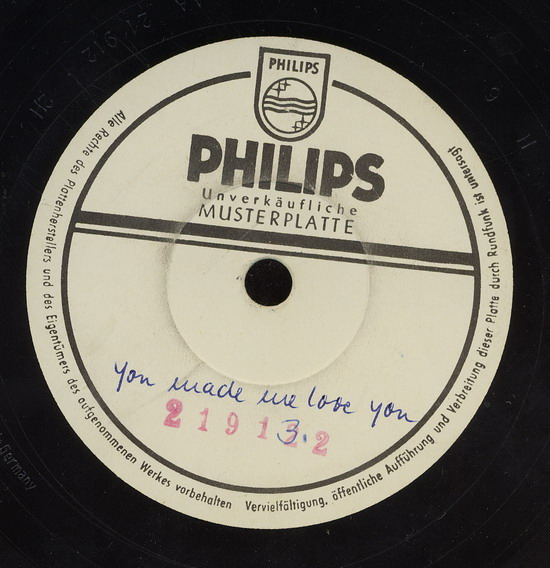 PHILIPS
PHILIPS
Unverkäufliche
MUSTERPLATTE
you made me love you
21913.2
Alle Rechte des Plattenherstellers und des Eigentümers des aufgenommenen Werkes vorbehalten Vervielfältigung, öffentliche Aufführung und Verbreitung dieser Platte durch Rundfunk ist untersagt
Germany